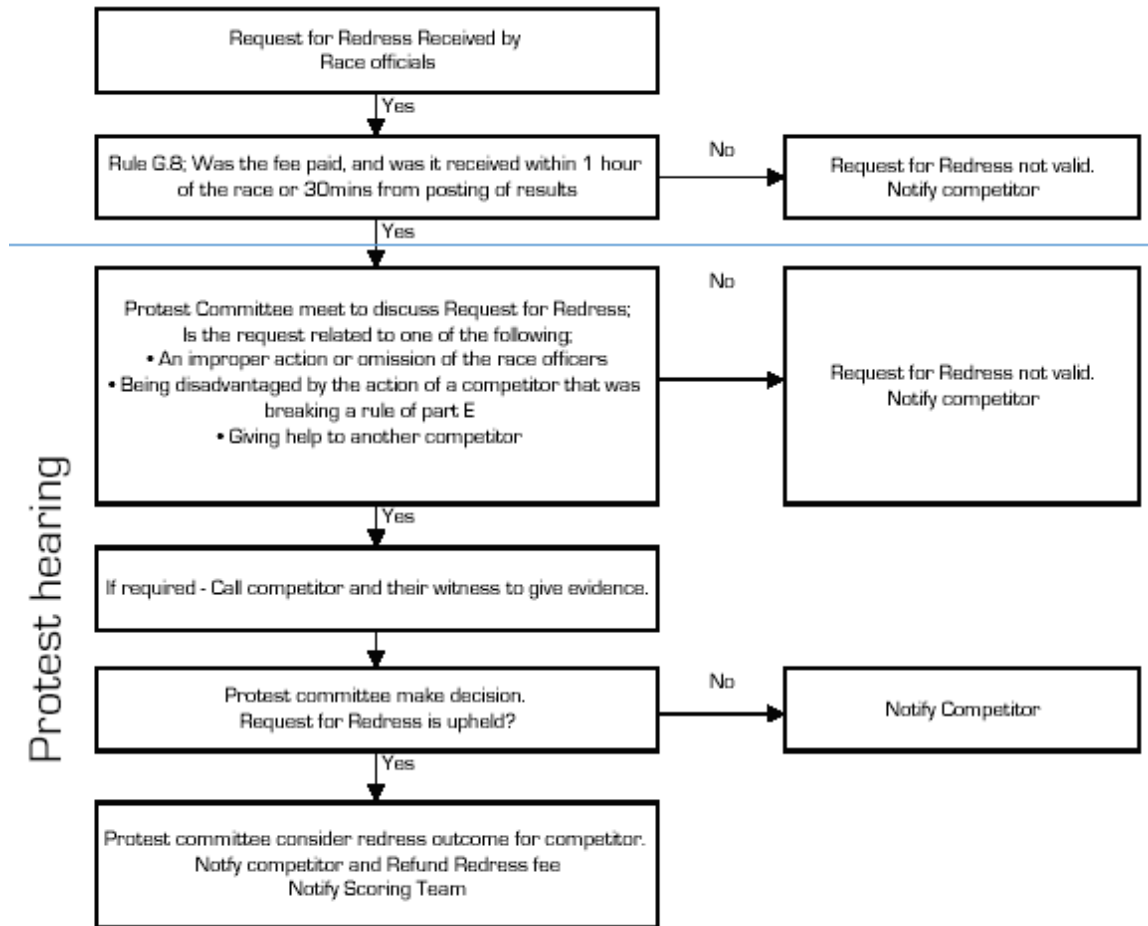 Request for Redress Received by
Race officials
Yes
Rule G.8; Was the fee paid, and was it received within 1 hour
of the race or 30mins from posting of results
No
Request for Redress not valid.
Notify competitor
Yes
Protest hearing
Protest Committee meet to discuss Request for Redress;
Is the request related to one of the following;
• An improper action or omission of the race officers
• Being disadvantaged by the action of a competitor that was
breaking a rule of part E
• Giving help to another competitor
No
Request for Redress not valid.
Notify competitor
Yes
If required - Call competitor and their witness to give evidence.
Protest committee make decision.
Request for Redress is upheld?
No
Notify Competitor
Yes
Protest committee consider redress outcome for competitor.
Notfy competitor and Refund Redress fee
Notify Scoring Team